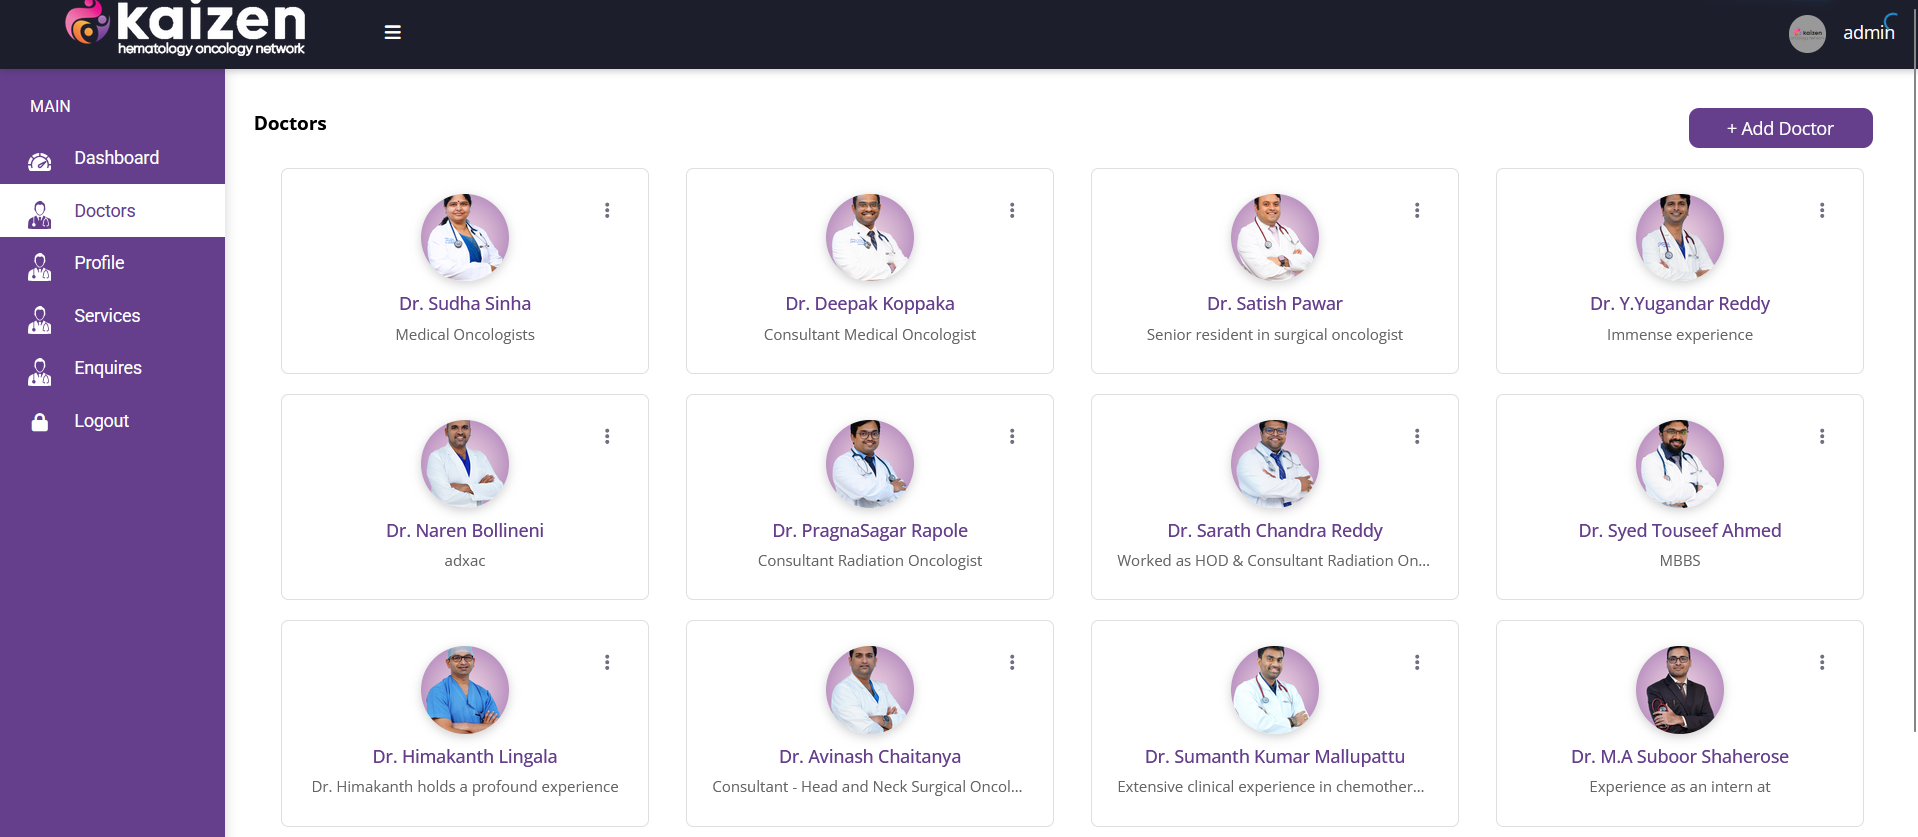 kaizen
hematology oncology network
admin
MAIN
Dashboard
Doctors
Profile
Services
Enquires
Logout
Doctors
+ Add Doctor
Dr. Sudha Sinha
Medical Oncologists
Dr. Deepak Koppaka
Consultant Medical Oncologist
Dr. Satish Pawar
Senior resident in surgical oncologist
Dr. Y.Yugandar Reddy
Immense experience
Dr. Naren Bollineni
adxac
Dr. PragnaSagar Rapole
Consultant Radiation Oncologist
Dr. Sarath Chandra Reddy
Worked as HOD & Consultant Radiation On...
Dr. Syed Touseef Ahmed
MBBS
Dr. Himakanth Lingala
Dr. Himakanth holds a profound experience
Dr. Avinash Chaitanya
Consultant - Head and Neck Surgical Oncol...
Dr. Sumanth Kumar Mallupattu
Extensive clinical experience in chemother...
Dr. M.A Suboor Shaherose
Experience as an intern at